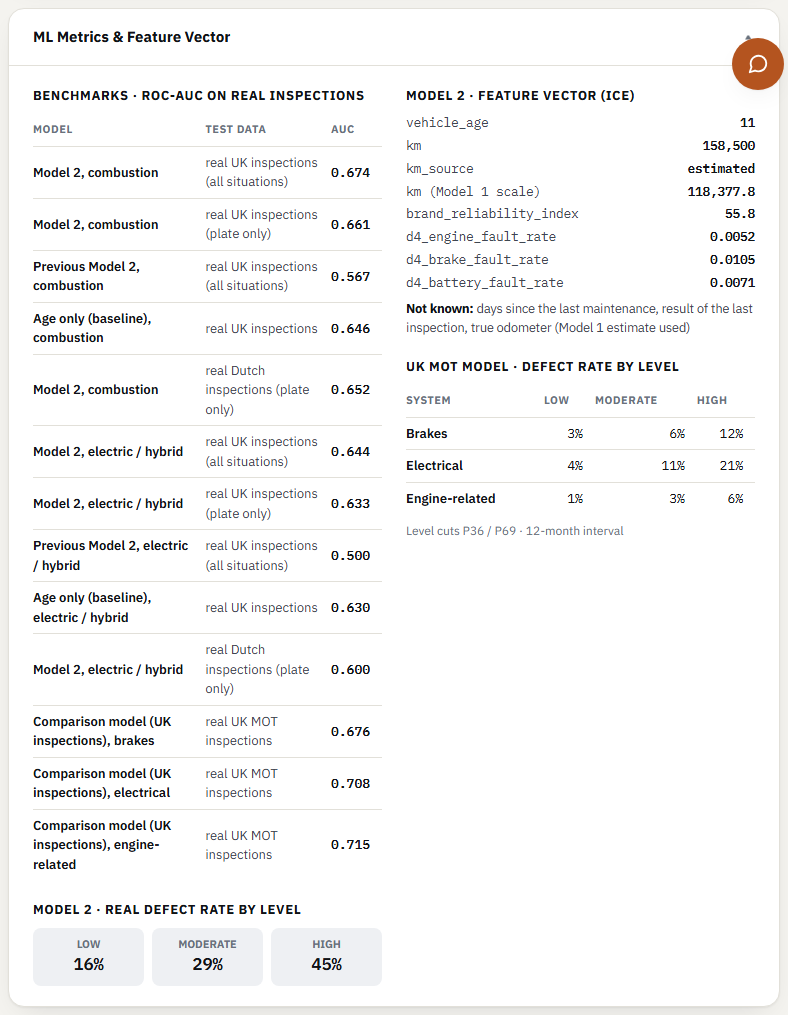 ML Metrics & Feature Vector
BENCHMARKS · ROC-AUC ON REAL INSPECTIONS
MODEL TEST DATA AUC
Model 2, combustion real UK inspections (all situations) 0.674
Model 2, combustion real UK inspections (plate only) 0.661
Previous Model 2, combustion real UK inspections (all situations) 0.567
Age only (baseline), combustion real UK inspections 0.646
Model 2, combustion real Dutch inspections (plate only) 0.652
Model 2, electric / hybrid real UK inspections (all situations) 0.644
Model 2, electric / hybrid real UK inspections (plate only) 0.633
Previous Model 2, electric / hybrid real UK inspections (all situations) 0.500
Age only (baseline), electric / hybrid real UK inspections 0.630
Model 2, electric / hybrid real Dutch inspections (plate only) 0.600
Comparison model (UK inspections), brakes real UK MOT inspections 0.676
Comparison model (UK inspections), electrical real UK MOT inspections 0.708
Comparison model (UK inspections), engine-related real UK MOT inspections 0.715
MODEL 2 · REAL DEFECT RATE BY LEVEL
LOW MODERATE HIGH
16% 29% 45%
MODEL 2 · FEATURE VECTOR (ICE)
vehicle_age 11
km 158,500
km_source estimated
km (Model 1 scale) 118,377.8
brand_reliability_index 55.8
d4_engine_fault_rate 0.0052
d4_brake_fault_rate 0.0105
d4_battery_fault_rate 0.0071
Not known: days since the last maintenance, result of the last
inspection, true odometer (Model 1 estimate used)
UK MOT MODEL · DEFECT RATE BY LEVEL
SYSTEM LOW MODERATE HIGH
Brakes 3% 6% 12%
Electrical 4% 11% 21%
Engine-related 1% 3% 6%
Level cuts P36 / P69 · 12-month interval